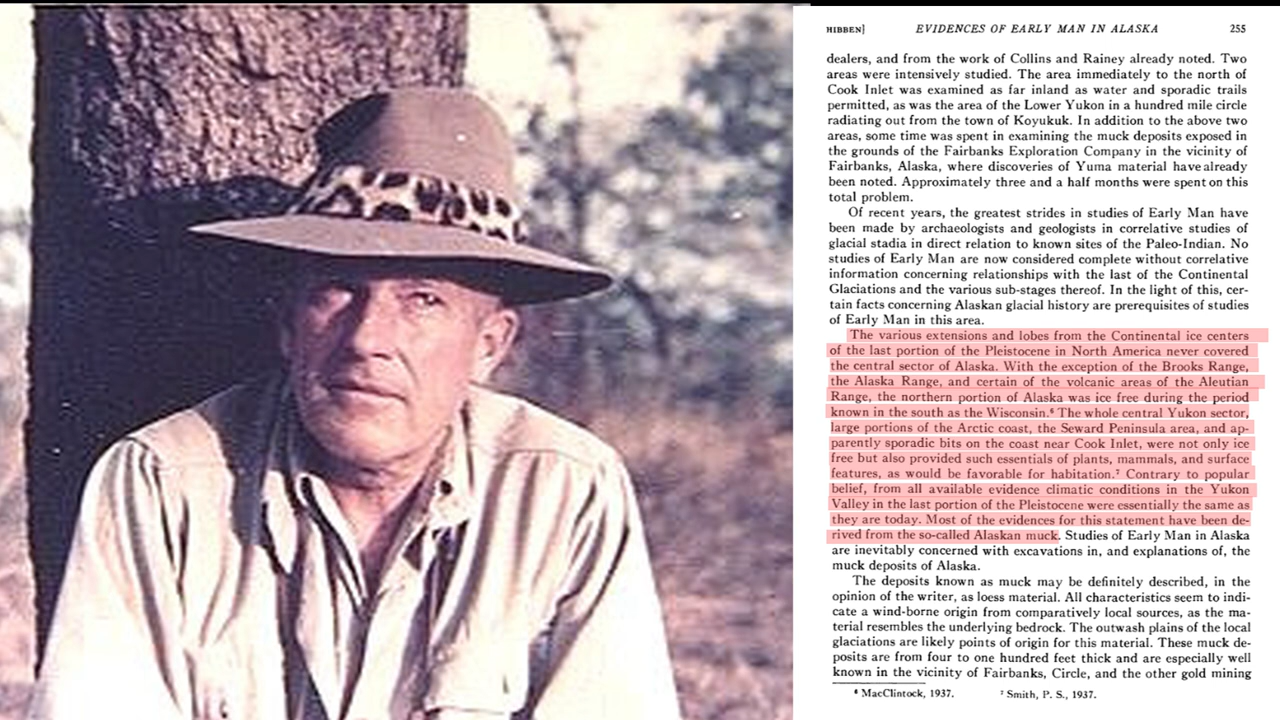 HIBBEN] EVIDENCES OF EARLY MAN IN ALASKA 255
dealers, and from the work of Collins and Rainey already noted. Two
areas were intensively studied. The area immediately to the north of
Cook Inlet was examined as far inland as water and sporadic trails
permitted, as was the area of the Lower Yukon in a hundred mile circle
radiating out from the town of Koyukuk. In addition to the above two
areas, some time was spent in examining the muck deposits exposed in
the grounds of the Fairbanks Exploration Company in the vicinity of
Fairbanks, Alaska, where discoveries of Yuma material have already
been noted. Approximately three and a half months were spent on this
total problem.
Of recent years, the greatest strides in studies of Early Man have
been made by archaeologists and geologists in correlative studies of
glacial stadia in direct relation to known sites of the Paleo-Indian. No
studies of Early Man are now considered complete without correlative
information concerning relationships with the last of the Continental
Glaciations and the various sub-stages thereof. In the light of this, cer-
tain facts concerning Alaskan glacial history are prerequisites of studies
of Early Man in this area.
The various extensions and lobes from the Continental ice centers
of the last portion of the Pleistocene in North America never covered
the central sector of Alaska. With the exception of the Brooks Range,
the Alaska Range, and certain of the volcanic areas of the Aleutian
Range, the northern portion of Alaska was ice free during the period
known in the south as the Wisconsin.⁶ The whole central Yukon sector,
large portions of the Arctic coast, the Seward Peninsula area, and ap-
parently sporadic bits on the coast near Cook Inlet, were not only ice
free but also provided such essentials of plants, mammals, and surface
features, as would be favorable for habitation.⁷ Contrary to popular
belief, from all available evidence climatic conditions in the Yukon
Valley in the last portion of the Pleistocene were essentially the same as
they are today. Most of the evidences for this statement have been de-
rived from the so-called Alaskan muck. Studies of Early Man in Alaska
are inevitably concerned with excavations in, and explanations of, the
muck deposits of Alaska.
The deposits known as muck may be definitely described, in the
opinion of the writer, as loess material. All characteristics seem to indi-
cate a wind-borne origin from comparatively local sources, as the ma-
terial resembles the underlying bedrock. The outwash plains of the local
glaciations are likely points of origin for this material. These muck de-
posits are from four to one hundred feet thick and are especially well
known in the vicinity of Fairbanks, Circle, and the other gold mining
⁶ MacClintock, 1937. ⁷ Smith, P. S., 1937.